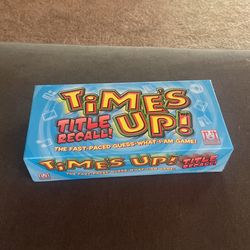 TiME'S
TITLE
RECALL!
UP!
THE FAST-PACED GUESS-WHAT-I-AM GAME!
TiME'S UP! TITLE
RECALL!
THE FAST-PACED GUESS-WHAT-I-AM GAME!